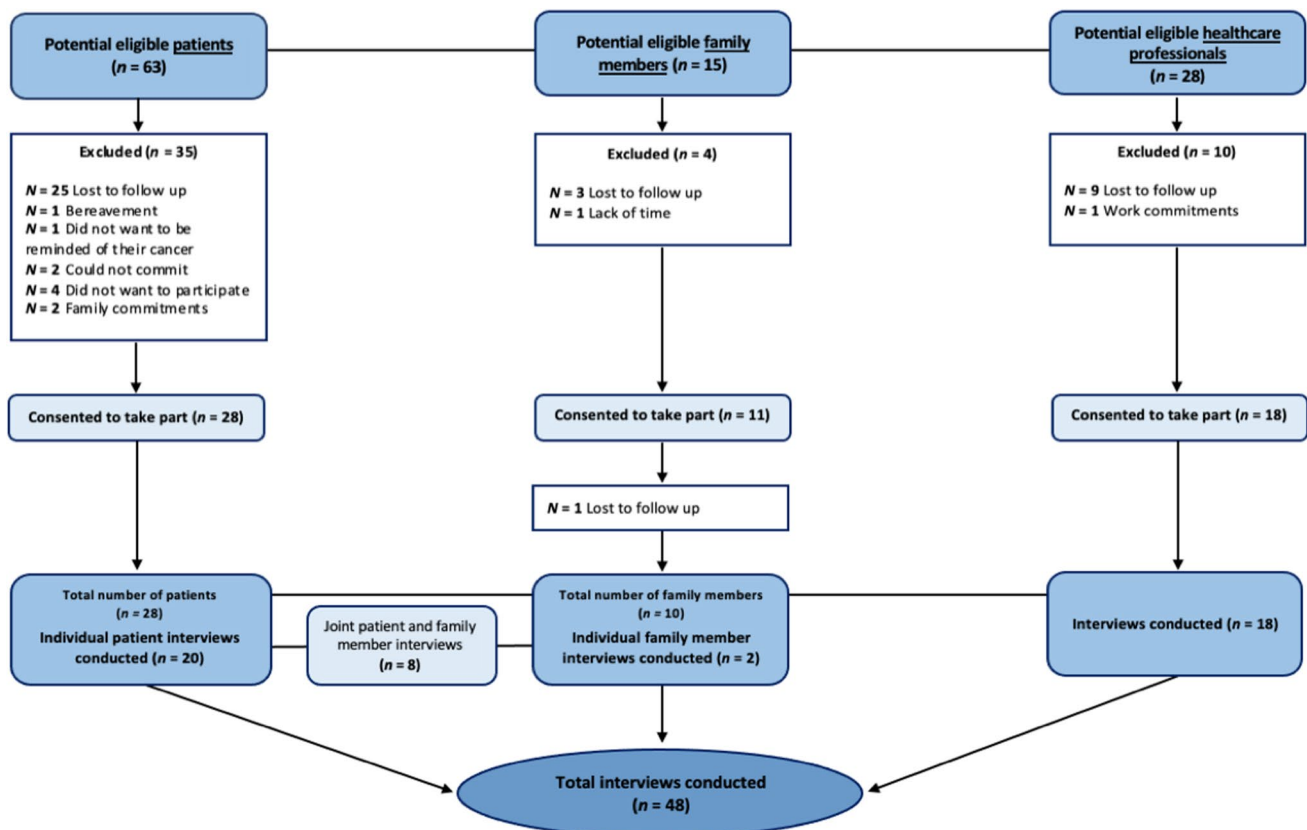 Potential eligible patients
(n = 63)
Potential eligible family
members (n = 15)
Potential eligible healthcare
professionals
(n = 28)
Excluded (n = 35)
N = 25 Lost to follow up
N = 1 Bereavement
N = 1 Did not want to be
reminded of their cancer
N = 2 Could not commit
N = 4 Did not want to participate
N = 2 Family commitments
Excluded (n = 4)
N = 3 Lost to follow up
N = 1 Lack of time
Excluded (n = 10)
N = 9 Lost to follow up
N = 1 Work commitments
Consented to take part (n = 28)
Consented to take part (n = 11)
Consented to take part (n = 18)
N = 1 Lost to follow up
Total number of patients
(n = 28)
Individual patient interviews
conducted (n = 20)
Joint patient and family
member interviews
(n = 8)
Total number of family members
(n = 10)
Individual family member
interviews conducted (n = 2)
Interviews conducted (n = 18)
Total interviews conducted
(n = 48)